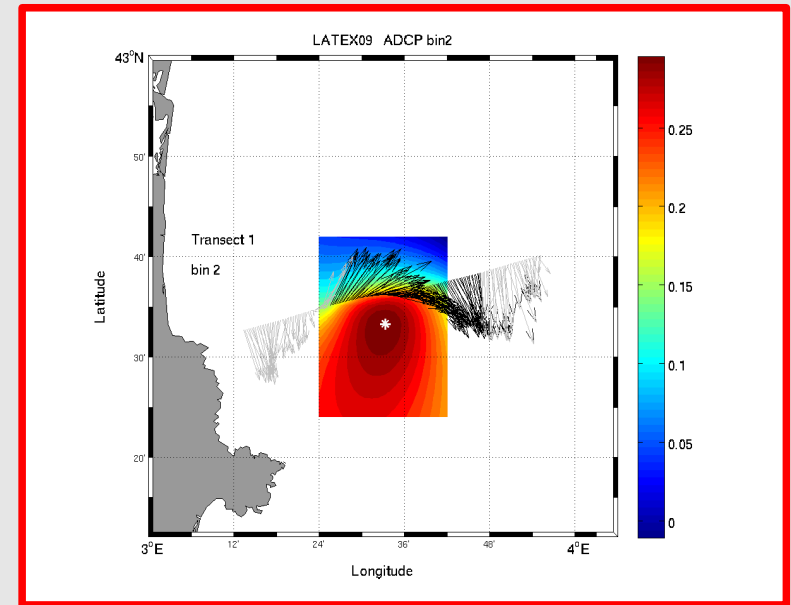 LATEX09 ADCP bin2
43°N
50'
40'
30'
20'
Transect 1
bin 2
Latitude
3°E
12'
24'
36'
48'
4°E
Longitude
0.25
0.2
0.15
0.1
0.05
0